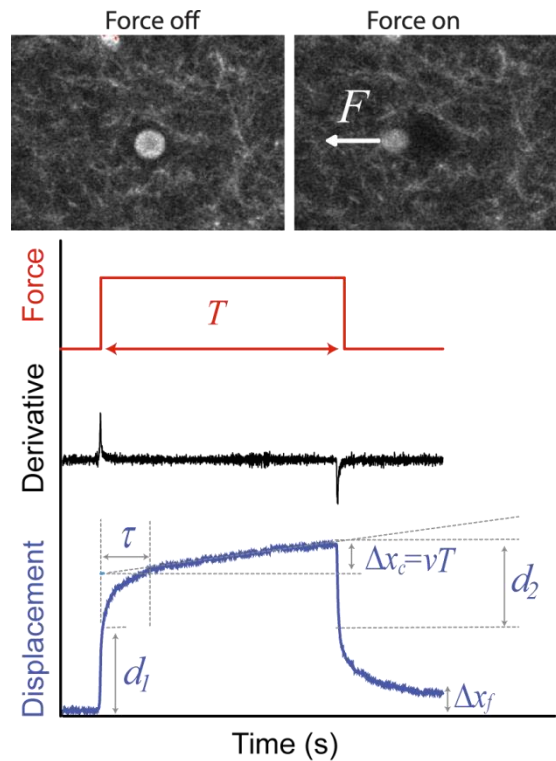 Force off
Force on
F
Force
T
Derivative
Displacement
τ
Δx_c=vT
d_1
d_2
Δx_f
Time (s)